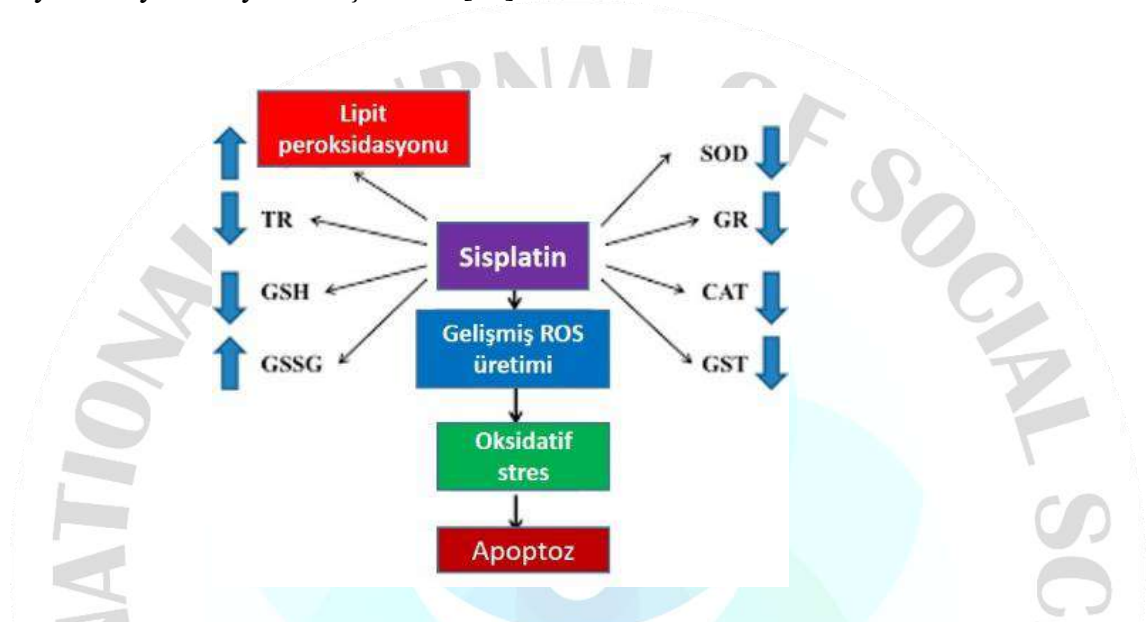 Lipit
peroksidasyonu
TR
GSH
GSSG
Sisplatin
Gelişmiş ROS
üretimi
Oksidatif
stres
Apoptoz
SOD
GR
CAT
GST